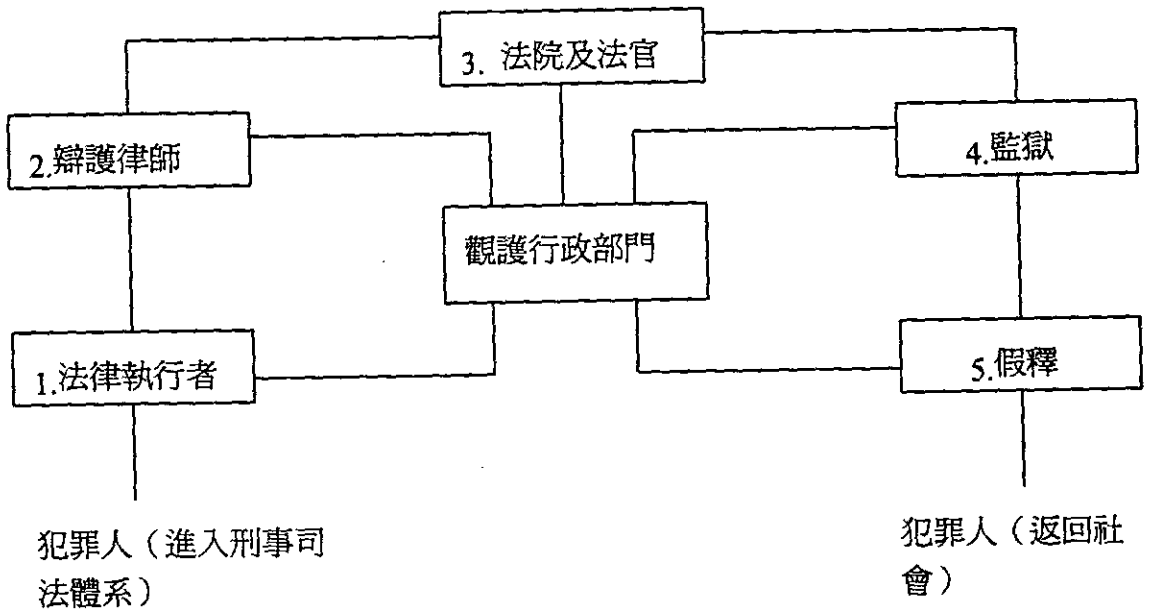 3. 法院及法官
2.辯護律師
4.監獄
觀護行政部門
1.法律執行者
5.假釋
犯罪人（進入刑事司
法體系）
犯罪人（返回社
會）